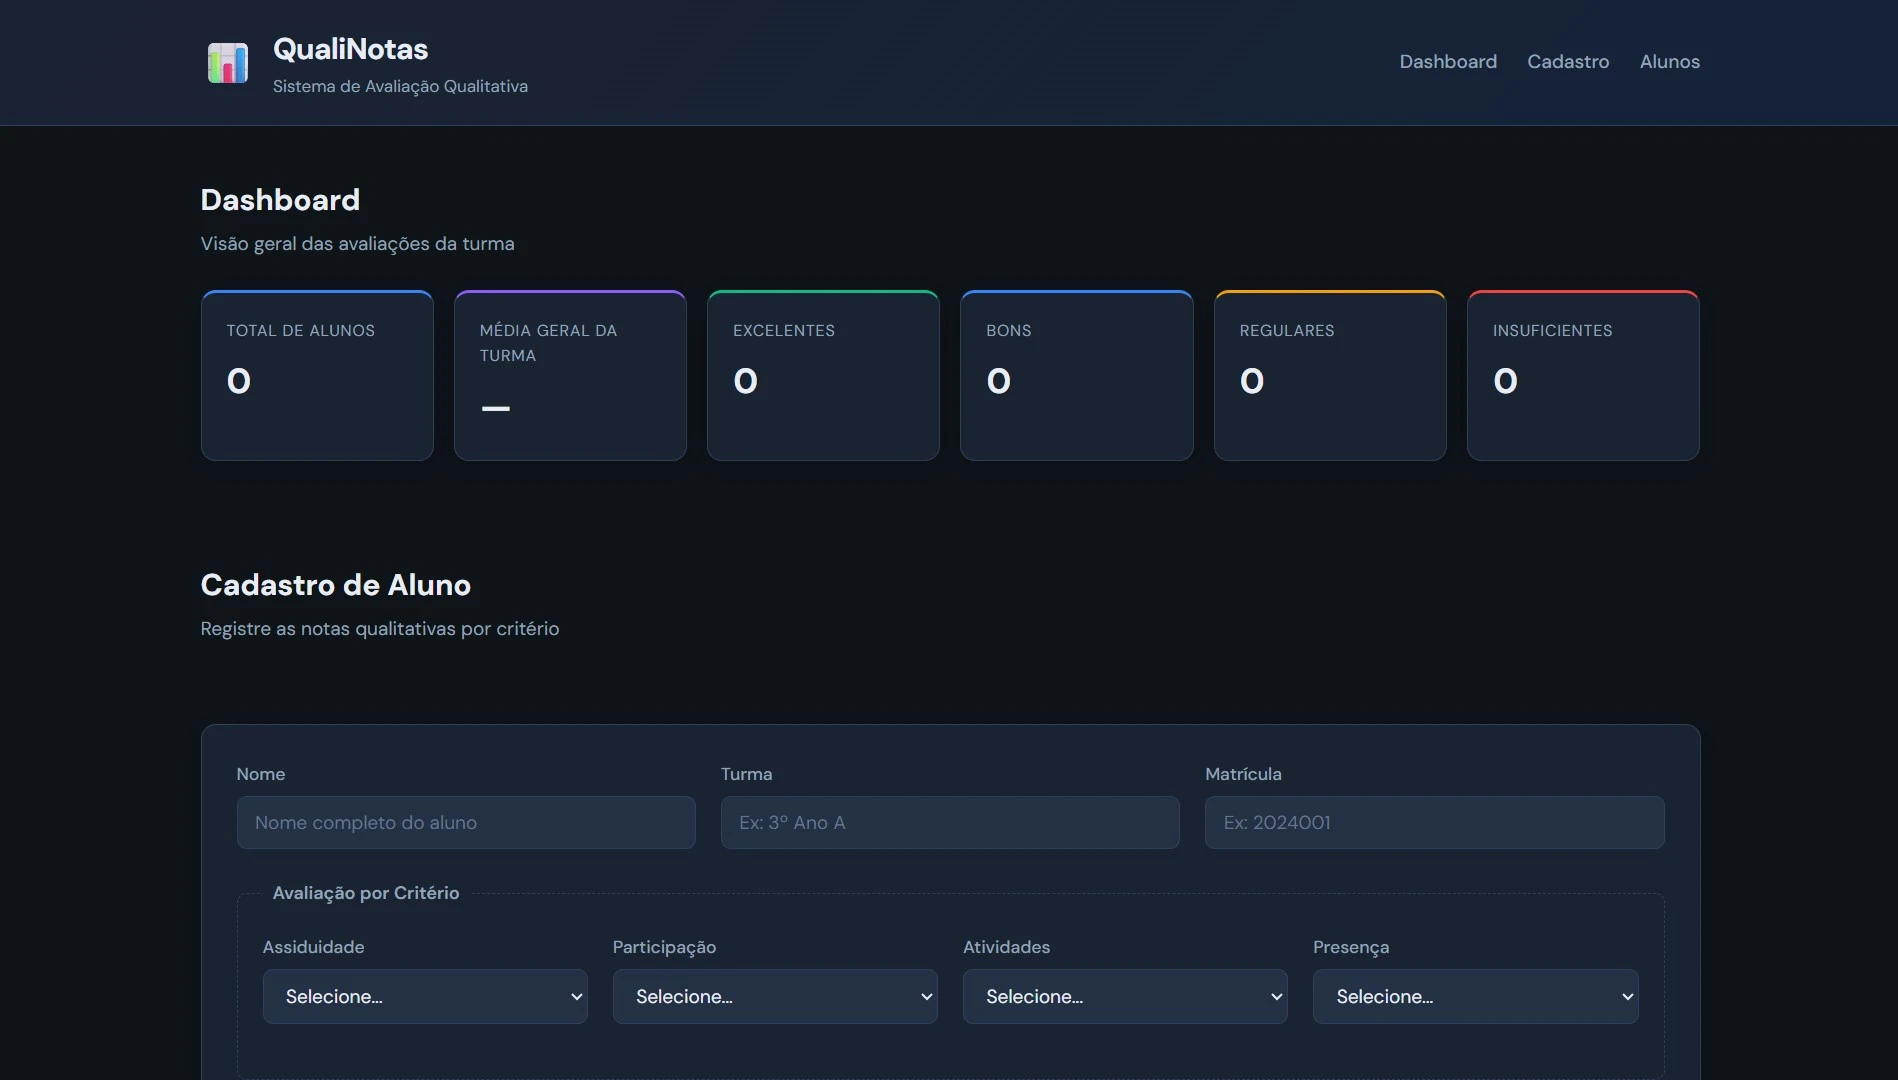 QualiNotas
Sistema de Avaliação Qualitativa
Dashboard Cadastro Alunos
Dashboard
Visão geral das avaliações da turma
TOTAL DE ALUNOS
0
MÉDIA GERAL DA
TURMA
—
EXCELENTES
0
BONS
0
REGULARES
0
INSUFICIENTES
0
Cadastro de Aluno
Registre as notas qualitativas por critério
Nome
Nome completo do aluno
Turma
Ex: 3º Ano A
Matrícula
Ex: 2024001
Avaliação por Critério
Assiduidade
Selecione...
Participação
Selecione...
Atividades
Selecione...
Presença
Selecione...